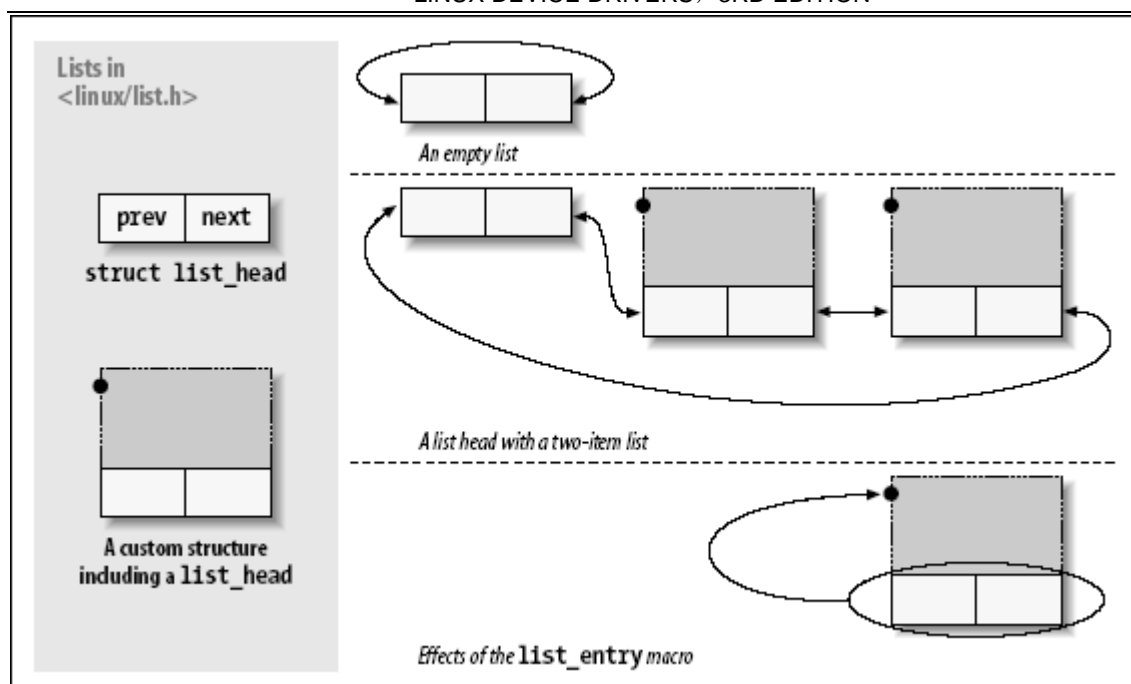 LINUX DEVICE DRIVERS, 3RD EDITION
Lists in
<linux/list.h>
An empty list
prev next
struct list_head
A list head with a two-item list
A custom structure
including a list_head
Effects of the list_entry macro